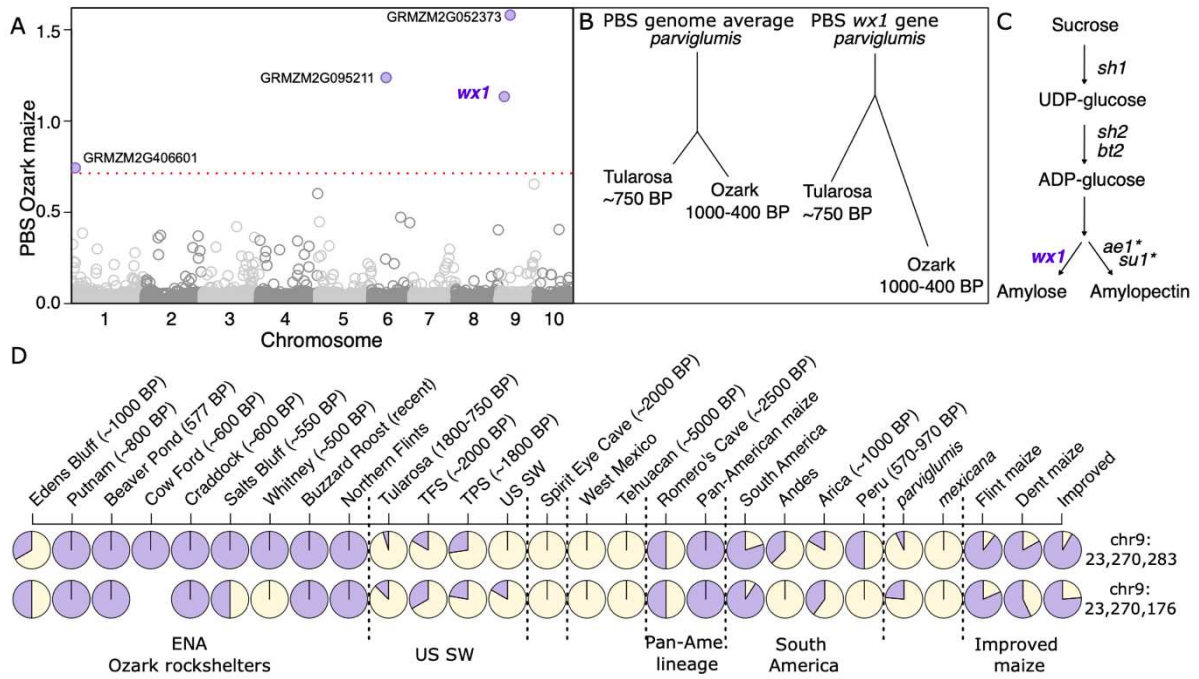 A
PBS Ozark maize
1.5
1.0
0.5
0.0
GRMZM2G052373
GRMZM2G095211
wx1
GRMZM2G406601
1 2 3 4 5 6 7 8 9 10
Chromosome
B
PBS genome average
parviglumis
Tularosa
~750 BP
Ozark
1000-400 BP
PBS wx1 gene
parviglumis
Tularosa
~750 BP
Ozark
1000-400 BP
C
Sucrose
sh1
UDP-glucose
sh2
bt2
ADP-glucose
wx1
ae1*
su1*
Amylose
Amylopectin
D
Edens Bluff (~1000 BP)
Putnam (~800 BP)
Beaver Pond (577 BP)
Cow Ford (~600 BP)
Craddock (~600 BP)
Salts Bluff (~550 BP)
Whitney (~500 BP)
Buzzard Roost (recent)
Northern Flints
Tularosa (1800-750 BP)
TFS (~2000 BP)
TPS (~1800 BP)
US SW
Spirit Eye Cave (~2000 BP)
West Mexico
Tehuacan (~5000 BP)
Romero's Cave (~2500 BP)
Pan-American maize
South America
Andes
Arica (~1000 BP)
Peru (570-970 BP)
parviglumis
mexicana
Flint maize
Dent maize
Improved
chr9:
23,270,283
chr9:
23,270,176
ENA
Ozark rockshelters
US SW
Pan-Ame.
lineage
South
America
Improved
maize